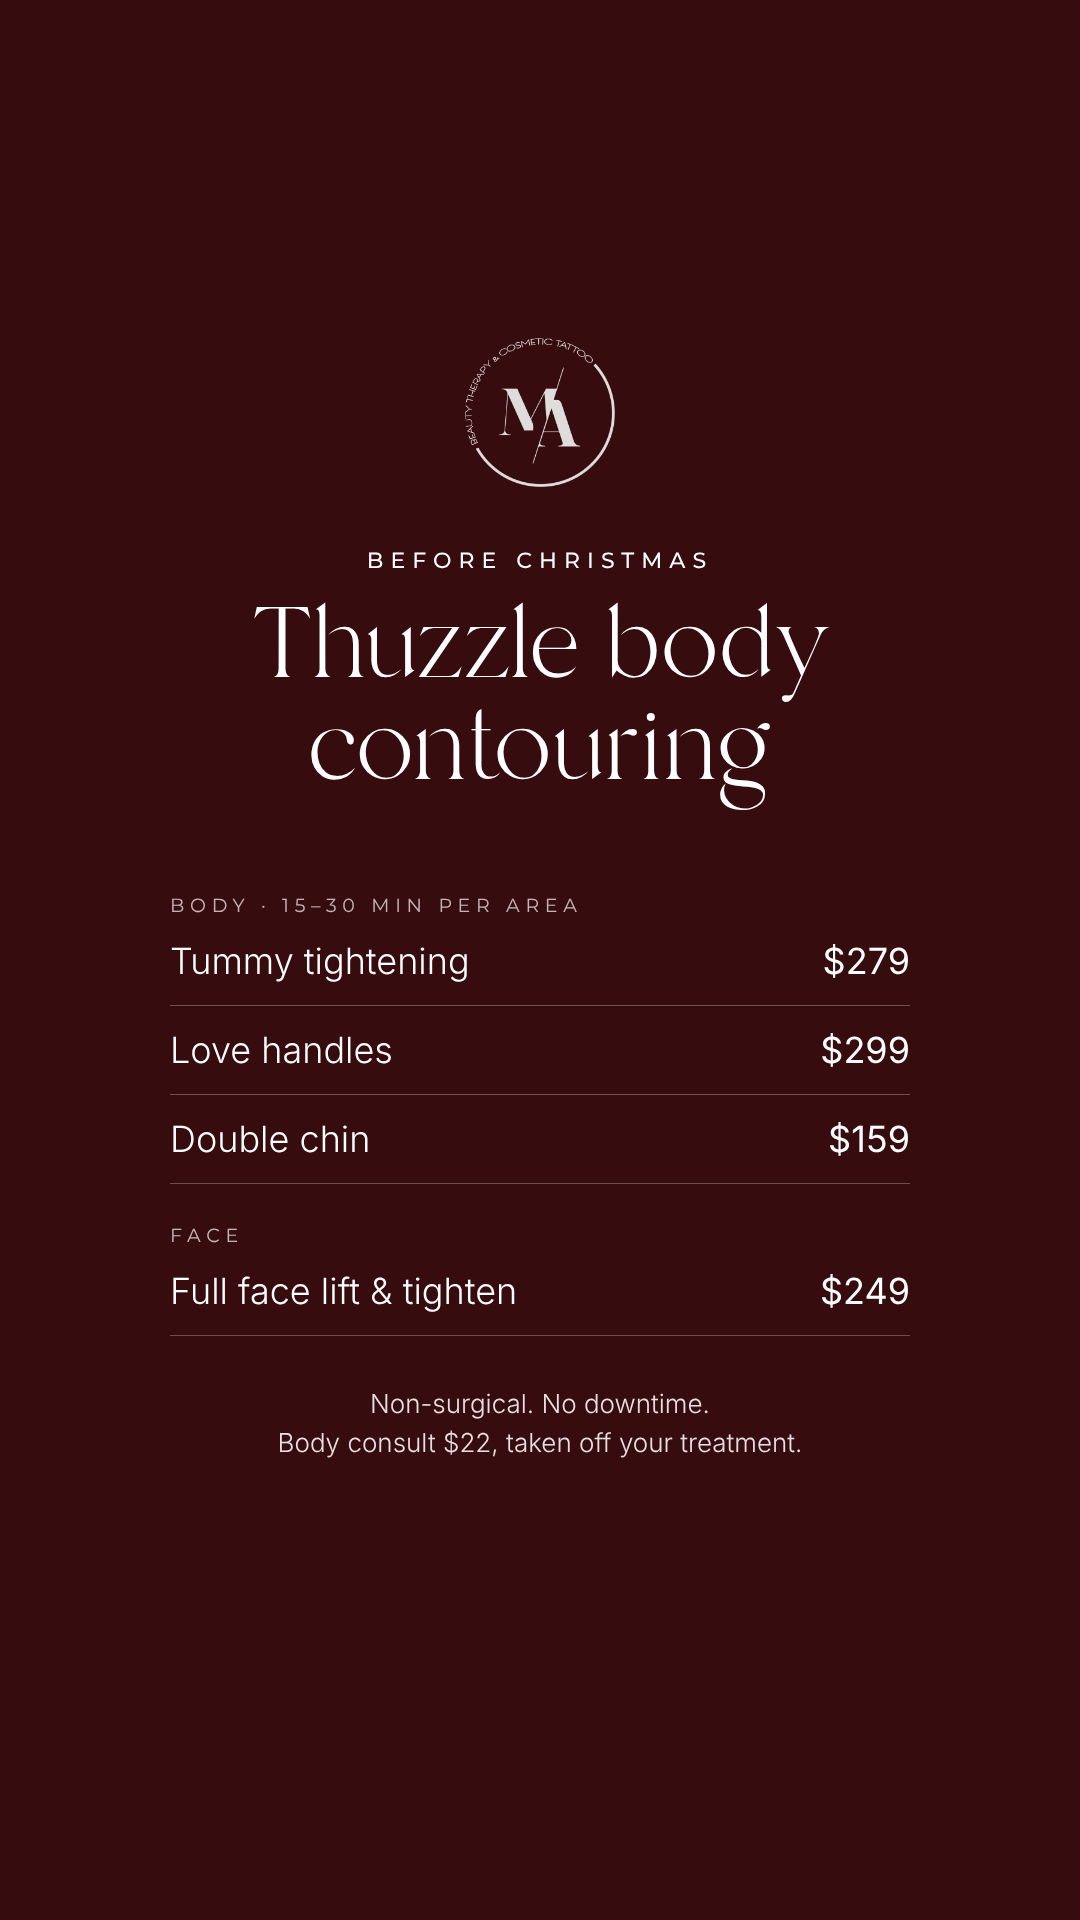 BEAUTY THERAPY & COSMETIC TATTOO
MA
BEFORE CHRISTMAS
Thuzzle body
contouring
BODY · 15–30 MIN PER AREA
Tummy tightening $279
Love handles $299
Double chin $159
FACE
Full face lift & tighten $249
Non-surgical. No downtime.
Body consult $22, taken off your treatment.